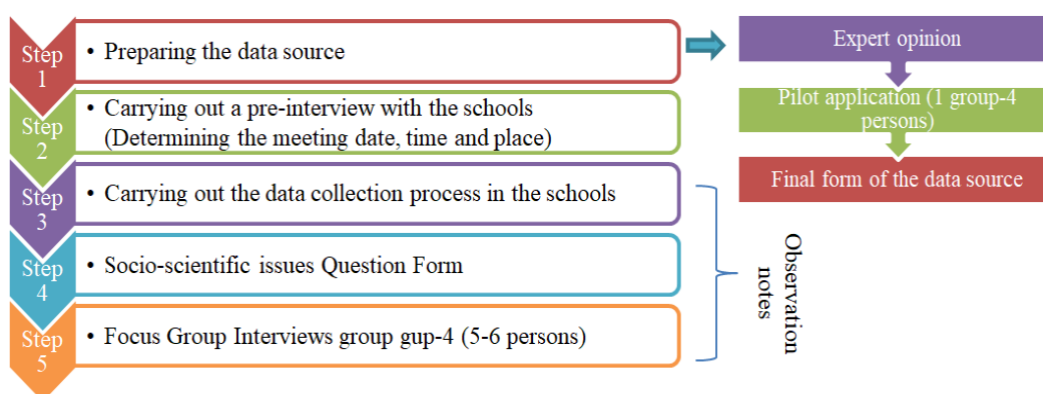 Step
1
• Preparing the data source
Step
2
• Carrying out a pre-interview with the schools
(Determining the meeting date, time and place)
Step
3
• Carrying out the data collection process in the schools
Step
4
• Socio-scientific issues Question Form
Step
5
• Focus Group Interviews group gup-4 (5-6 persons)
Expert opinion
Pilot application (1 group-4
persons)
Final form of the data source
Observation
notes